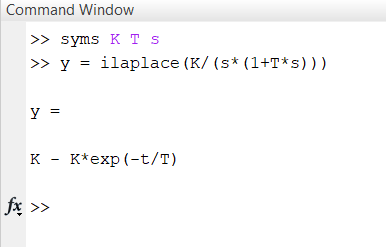 Command Window
>> syms K T s
>> y = ilaplace(K/(s*(1+T*s)))
y =
K - K*exp(-t/T)
fx >>